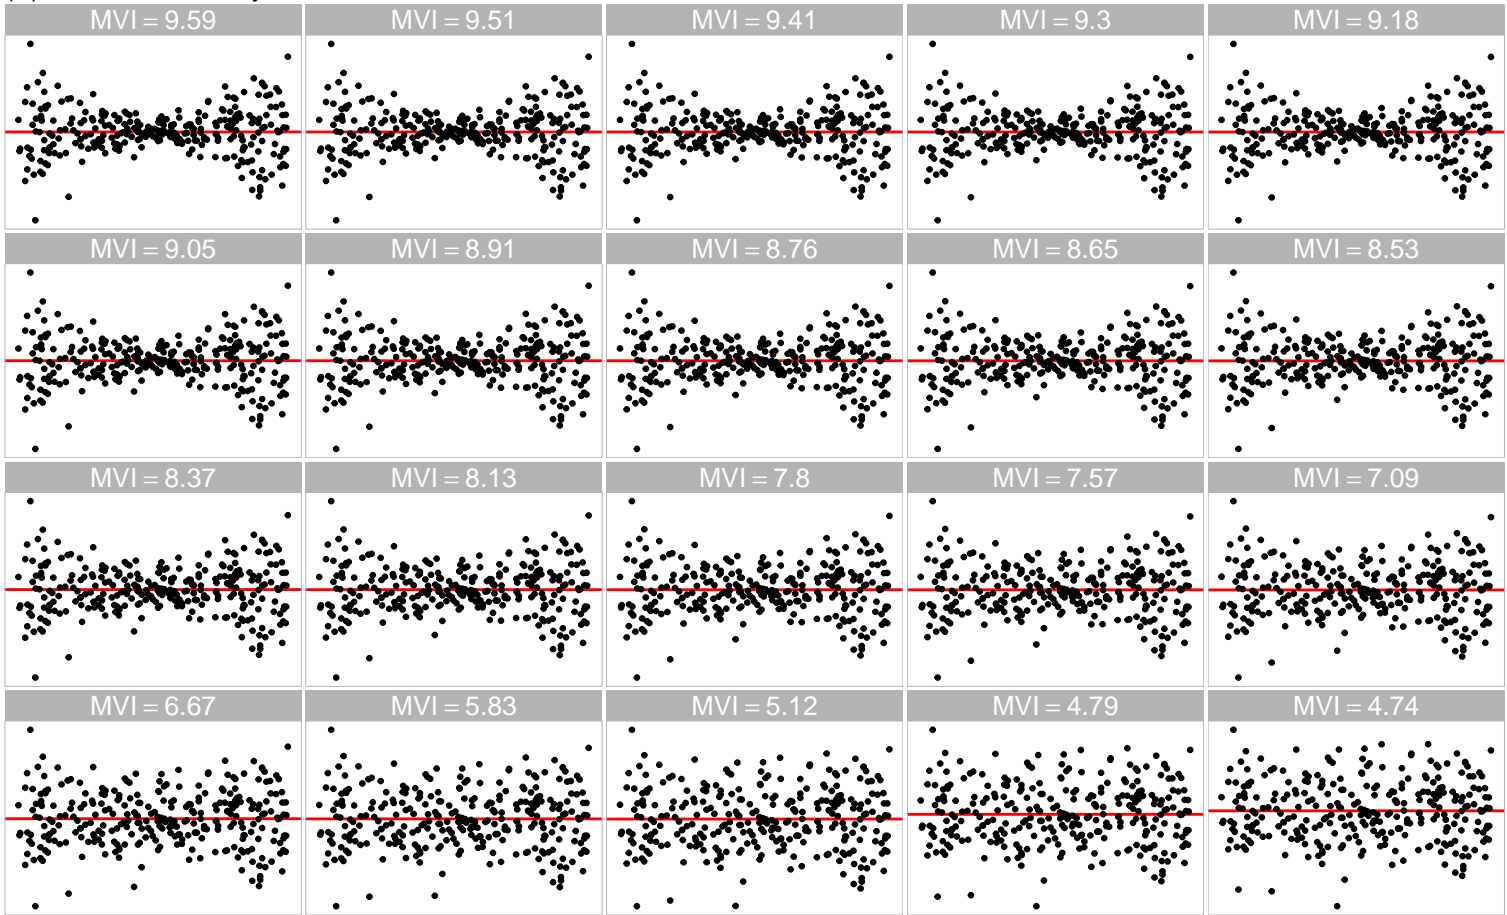 MVI = 9.59 MVI = 9.51 MVI = 9.41 MVI = 9.3 MVI = 9.18
MVI = 9.05 MVI = 8.91 MVI = 8.76 MVI = 8.65 MVI = 8.53
MVI = 8.37 MVI = 8.13 MVI = 7.8 MVI = 7.57 MVI = 7.09
MVI = 6.67 MVI = 5.83 MVI = 5.12 MVI = 4.79 MVI = 4.74